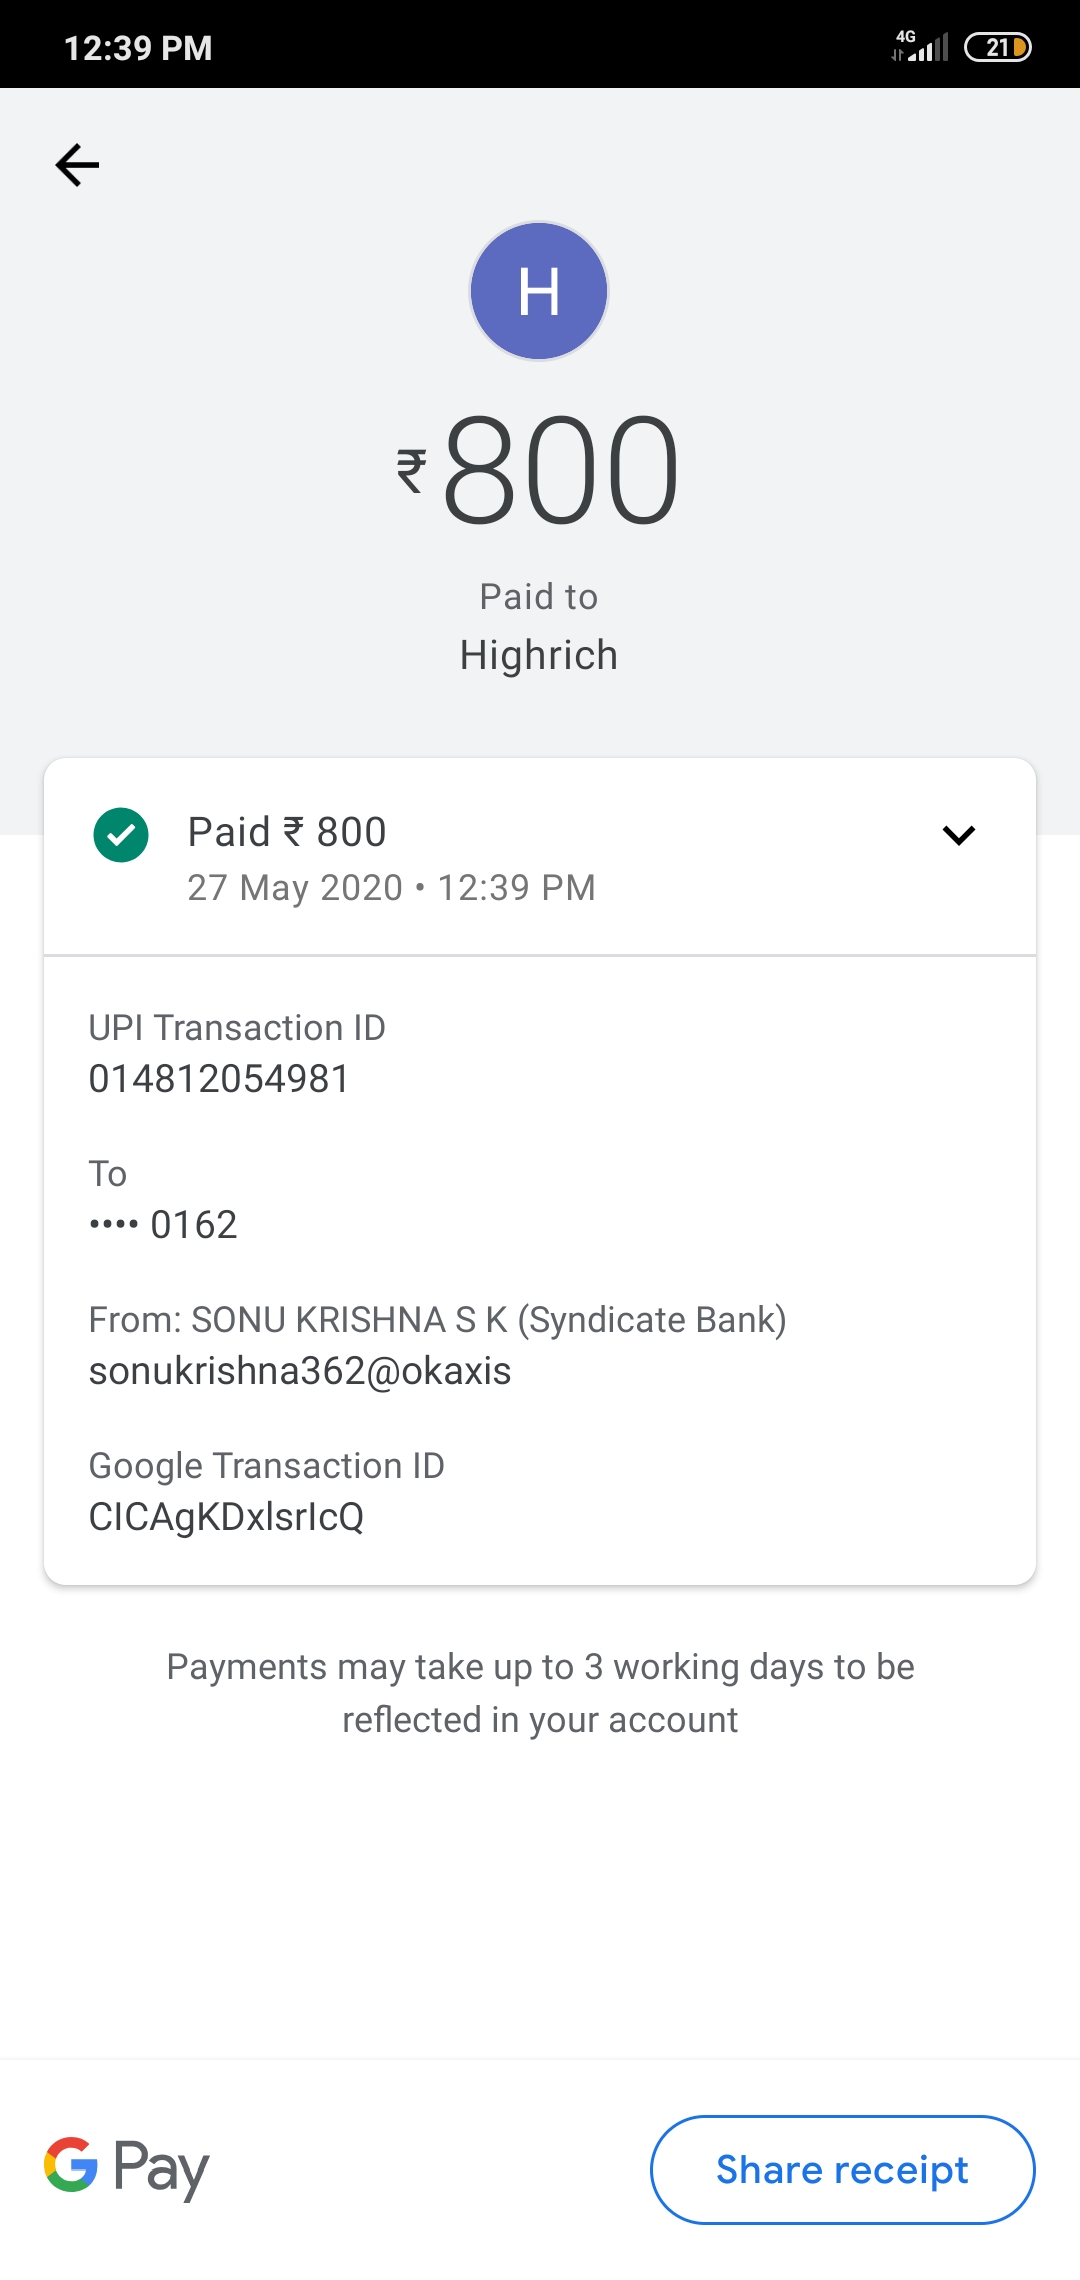 12:39 PM
4G
21
H
₹800
Paid to
Highrich
Paid ₹ 800
27 May 2020 • 12:39 PM
UPI Transaction ID
014812054981
To
•••• 0162
From: SONU KRISHNA S K (Syndicate Bank)
sonukrishna362@okaxis
Google Transaction ID
CICAgKDxlsrIcQ
Payments may take up to 3 working days to be
reflected in your account
G Pay
Share receipt